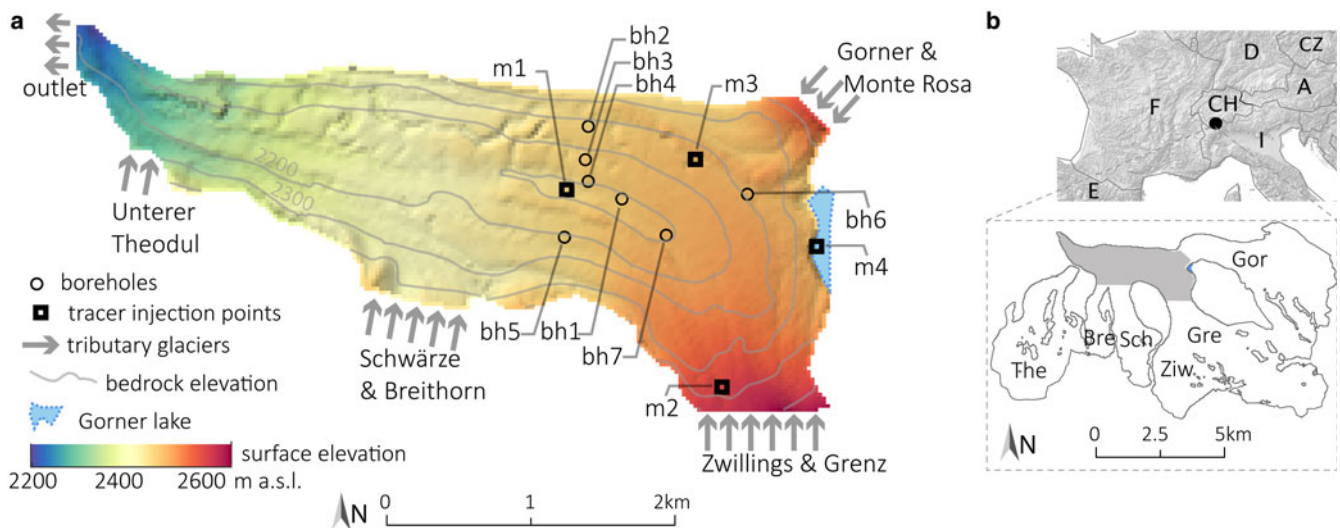 a
outlet
m1
bh2
bh3
bh4
m3
Gorner &
Monte Rosa
2200
2300
Unterer
Theodul
bh6
m4
boreholes
tracer injection points
tributary glaciers
bedrock elevation
Gorner lake
bh5
bh1
bh7
Schwärze
& Breithorn
m2
Zwillings & Grenz
surface elevation
2200 2400 2600 m a.s.l.
N
0 1 2km
b
D
CZ
A
F
CH
I
E
Gor
Bre
Sch
Gre
The
Ziw.
N
0 2.5 5km